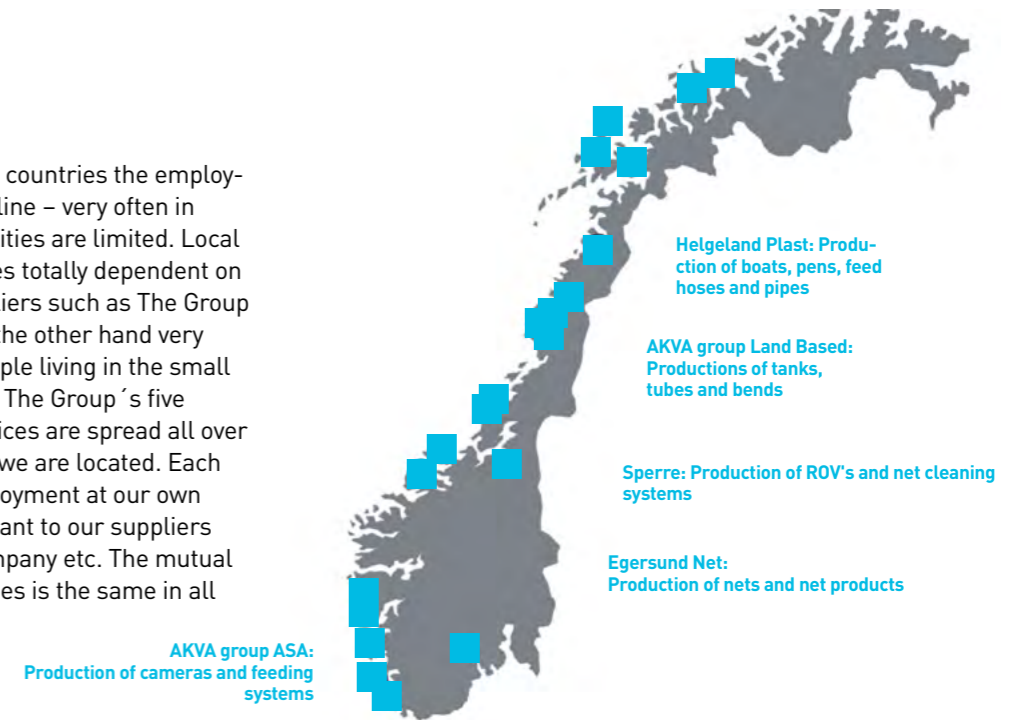 countries the employ-
line – very often in
ities are limited. Local
es totally dependent on
liers such as The Group
the other hand very
ple living in the small
The Group ´s five
ices are spread all over
we are located. Each
oyment at our own
ant to our suppliers
mpany etc. The mutual
es is the same in all
Helgeland Plast: Produ-
ction of boats, pens, feed
hoses and pipes
AKVA group Land Based:
Productions of tanks,
tubes and bends
Sperre: Production of ROV's and net cleaning
systems
Egersund Net:
Production of nets and net products
AKVA group ASA:
Production of cameras and feeding
systems